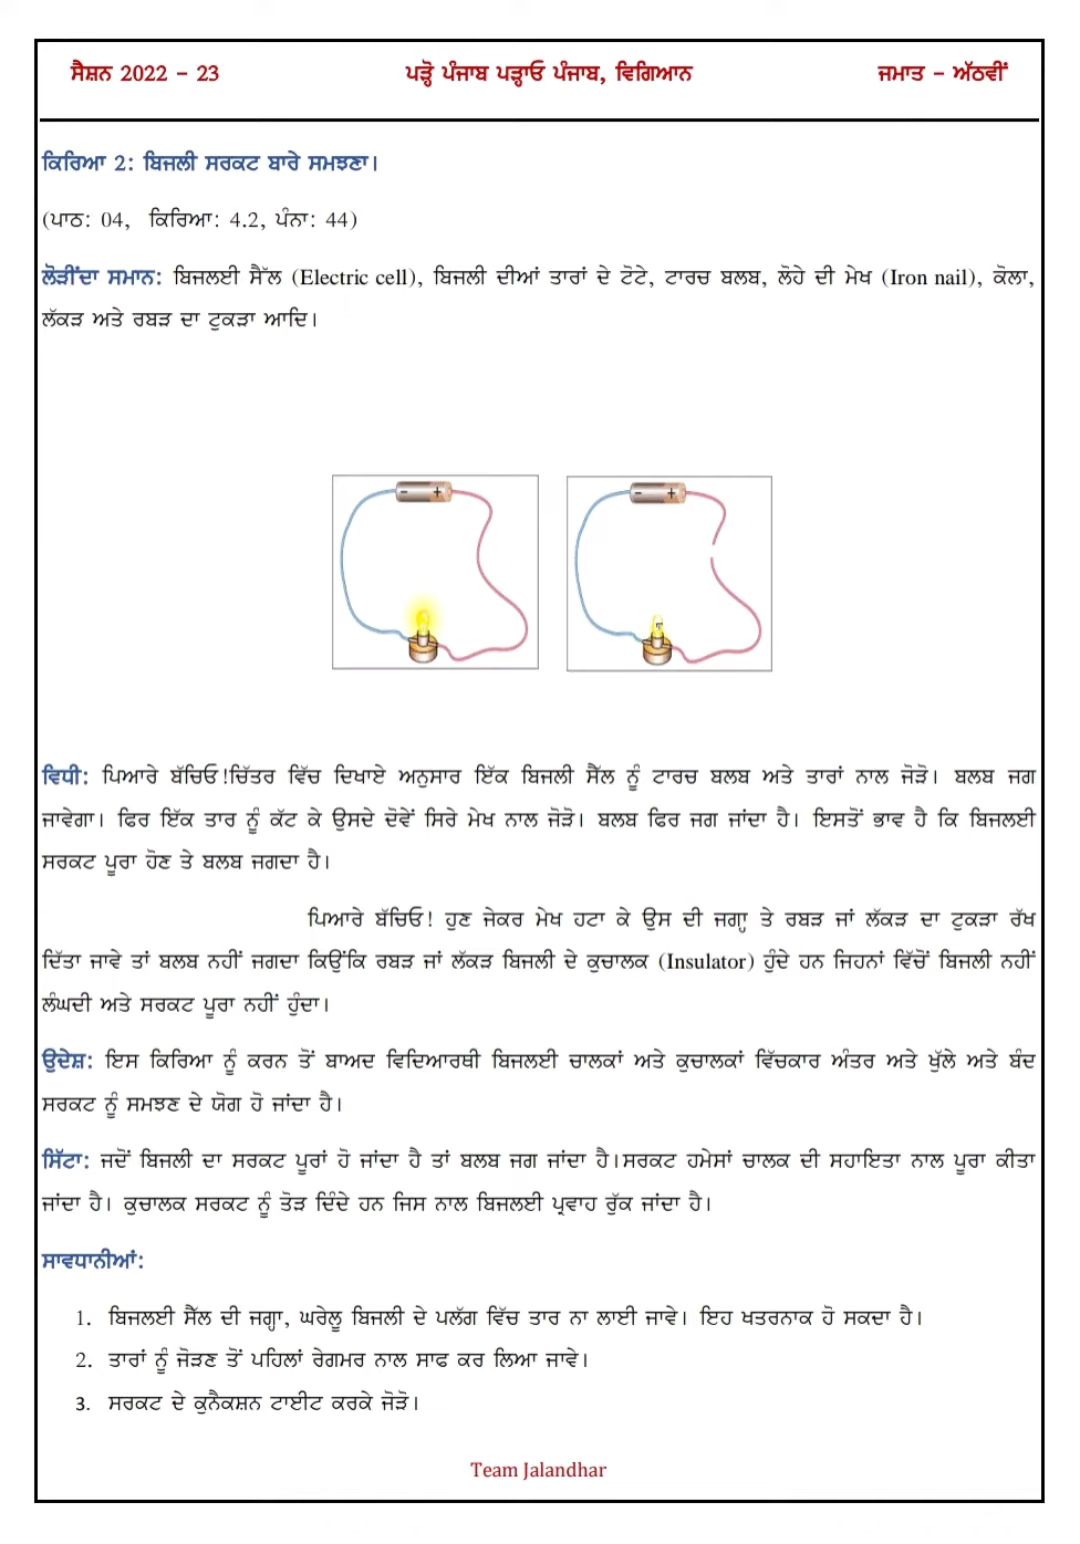 ਸੈਸ਼ਨ 2022 – 23 ਪੜ੍ਹੋ ਪੰਜਾਬ ਪੜ੍ਹਾਓ ਪੰਜਾਬ, ਵਿਗਿਆਨ ਜਮਾਤ – ਅੱਠਵੀਂ
ਕਿਰਿਆ 2: ਬਿਜਲੀ ਸਰਕਟ ਬਾਰੇ ਸਮਝਣਾ।
(ਪਾਠ: 04, ਕਿਰਿਆ: 4.2, ਪੰਨਾ: 44)
ਲੋੜੀਂਦਾ ਸਮਾਨ: ਬਿਜਲਈ ਸੈੱਲ (Electric cell), ਬਿਜਲੀ ਦੀਆਂ ਤਾਰਾਂ ਦੇ ਟੋਟੇ, ਟਾਰਚ ਬਲਬ, ਲੋਹੇ ਦੀ ਮੇਖ (Iron nail), ਕੋਲਾ,
ਲੱਕੜ ਅਤੇ ਰਬੜ ਦਾ ਟੁਕੜਾ ਆਦਿ।
- +
- +
ਵਿਧੀ: ਪਿਆਰੇ ਬੱਚਿਓ!ਚਿੱਤਰ ਵਿੱਚ ਦਿਖਾਏ ਅਨੁਸਾਰ ਇੱਕ ਬਿਜਲੀ ਸੈੱਲ ਨੂੰ ਟਾਰਚ ਬਲਬ ਅਤੇ ਤਾਰਾਂ ਨਾਲ ਜੋੜੋ। ਬਲਬ ਜਗ
ਜਾਵੇਗਾ। ਫਿਰ ਇੱਕ ਤਾਰ ਨੂੰ ਕੱਟ ਕੇ ਉਸਦੇ ਦੋਵੇਂ ਸਿਰੇ ਮੇਖ ਨਾਲ ਜੋੜੋ। ਬਲਬ ਫਿਰ ਜਗ ਜਾਂਦਾ ਹੈ। ਇਸਤੋਂ ਭਾਵ ਹੈ ਕਿ ਬਿਜਲਈ
ਸਰਕਟ ਪੂਰਾ ਹੋਣ ਤੇ ਬਲਬ ਜਗਦਾ ਹੈ।
ਪਿਆਰੇ ਬੱਚਿਓ! ਹੁਣ ਜੇਕਰ ਮੇਖ ਹਟਾ ਕੇ ਉਸ ਦੀ ਜਗ੍ਹਾ ਤੇ ਰਬੜ ਜਾਂ ਲੱਕੜ ਦਾ ਟੁਕੜਾ ਰੱਖ
ਦਿੱਤਾ ਜਾਵੇ ਤਾਂ ਬਲਬ ਨਹੀਂ ਜਗਦਾ ਕਿਉਂਕਿ ਰਬੜ ਜਾਂ ਲੱਕੜ ਬਿਜਲੀ ਦੇ ਕੁਚਾਲਕ (Insulator) ਹੁੰਦੇ ਹਨ ਜਿਹਨਾਂ ਵਿੱਚੋਂ ਬਿਜਲੀ ਨਹੀਂ
ਲੰਘਦੀ ਅਤੇ ਸਰਕਟ ਪੂਰਾ ਨਹੀਂ ਹੁੰਦਾ।
ਉਦੇਸ਼: ਇਸ ਕਿਰਿਆ ਨੂੰ ਕਰਨ ਤੋਂ ਬਾਅਦ ਵਿਦਿਆਰਥੀ ਬਿਜਲਈ ਚਾਲਕਾਂ ਅਤੇ ਕੁਚਾਲਕਾਂ ਵਿੱਚਕਾਰ ਅੰਤਰ ਅਤੇ ਖੁੱਲੇ ਅਤੇ ਬੰਦ
ਸਰਕਟ ਨੂੰ ਸਮਝਣ ਦੇ ਯੋਗ ਹੋ ਜਾਂਦਾ ਹੈ।
ਸਿੱਟਾ: ਜਦੋਂ ਬਿਜਲੀ ਦਾ ਸਰਕਟ ਪੂਰਾਂ ਹੋ ਜਾਂਦਾ ਹੈ ਤਾਂ ਬਲਬ ਜਗ ਜਾਂਦਾ ਹੈ।ਸਰਕਟ ਹਮੇਸਾਂ ਚਾਲਕ ਦੀ ਸਹਾਇਤਾ ਨਾਲ ਪੂਰਾ ਕੀਤਾ
ਜਾਂਦਾ ਹੈ। ਕੁਚਾਲਕ ਸਰਕਟ ਨੂੰ ਤੋੜ ਦਿੰਦੇ ਹਨ ਜਿਸ ਨਾਲ ਬਿਜਲਈ ਪ੍ਰਵਾਹ ਰੁੱਕ ਜਾਂਦਾ ਹੈ।
ਸਾਵਧਾਨੀਆਂ:
1. ਬਿਜਲਈ ਸੈੱਲ ਦੀ ਜਗ੍ਹਾ, ਘਰੇਲੂ ਬਿਜਲੀ ਦੇ ਪਲੱਗ ਵਿੱਚ ਤਾਰ ਨਾ ਲਾਈ ਜਾਵੇ। ਇਹ ਖਤਰਨਾਕ ਹੋ ਸਕਦਾ ਹੈ।
2. ਤਾਰਾਂ ਨੂੰ ਜੋੜਣ ਤੋਂ ਪਹਿਲਾਂ ਰੇਗਮਰ ਨਾਲ ਸਾਫ ਕਰ ਲਿਆ ਜਾਵੇ।
3. ਸਰਕਟ ਦੇ ਕੁਨੈਕਸ਼ਨ ਟਾਈਟ ਕਰਕੇ ਜੋੜੋ।
Team Jalandhar